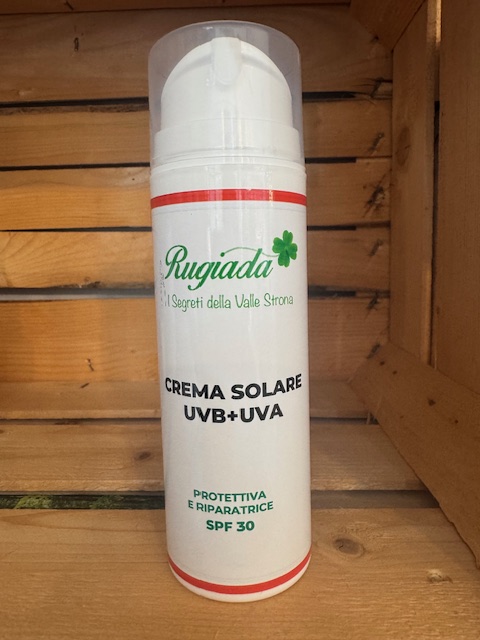 Rugiada
I Segreti della Valle Strona
CREMA SOLARE
UVB+UVA
PROTETTIVA
E RIPARATRICE
SPF 30